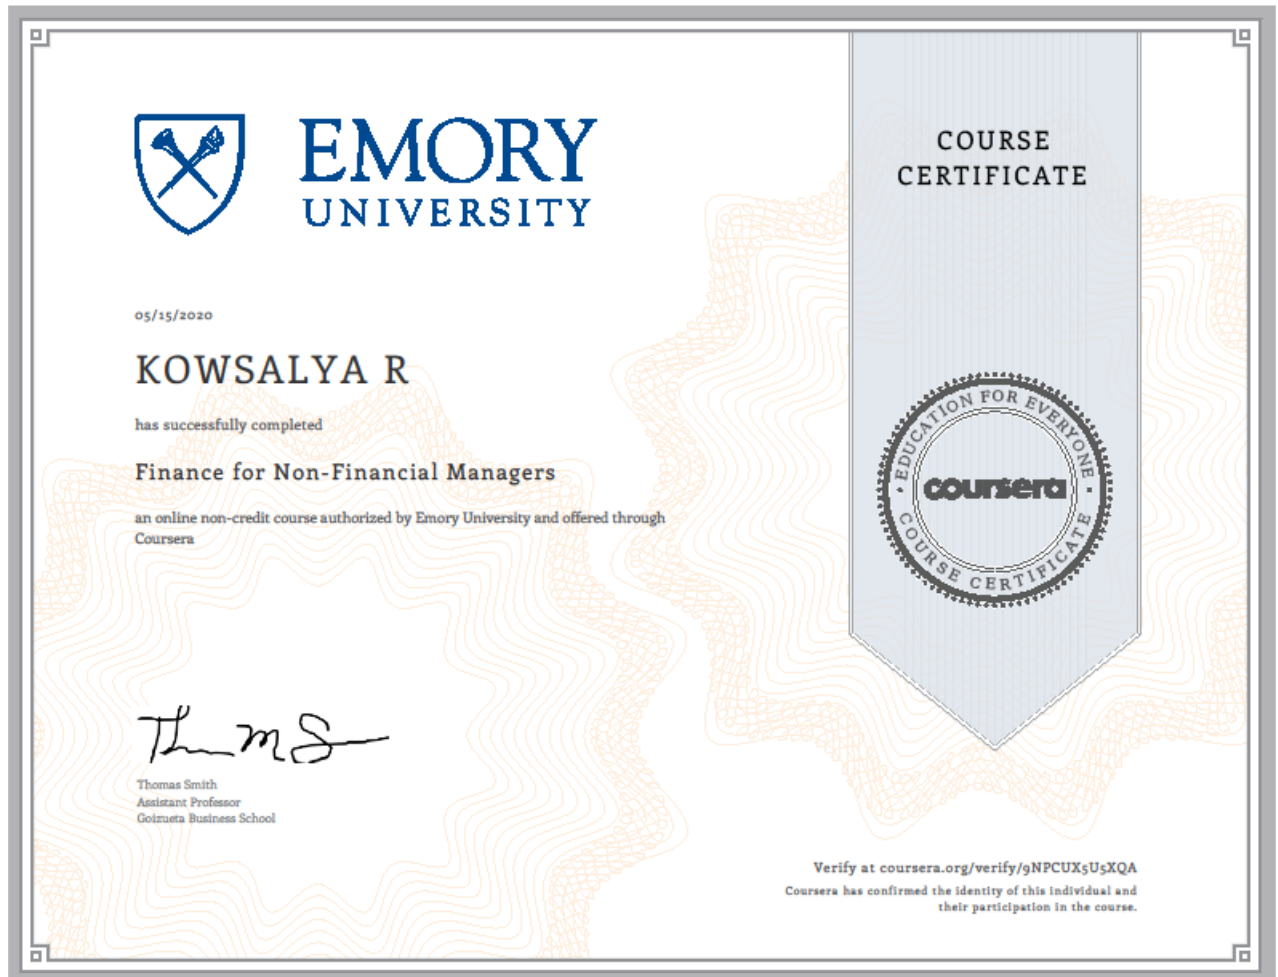 EMORY
UNIVERSITY
COURSE
CERTIFICATE
05/15/2020
KOWSALYA R
has successfully completed
Finance for Non-Financial Managers
an online non-credit course authorized by Emory University and offered through
Coursera
EDUCATION FOR EVERYONE
coursera
COURSE CERTIFICATE
Thomas Smith
Assistant Professor
Goizueta Business School
Verify at coursera.org/verify/9NPCUX5U5XQA
Coursera has confirmed the identity of this individual and
their participation in the course.